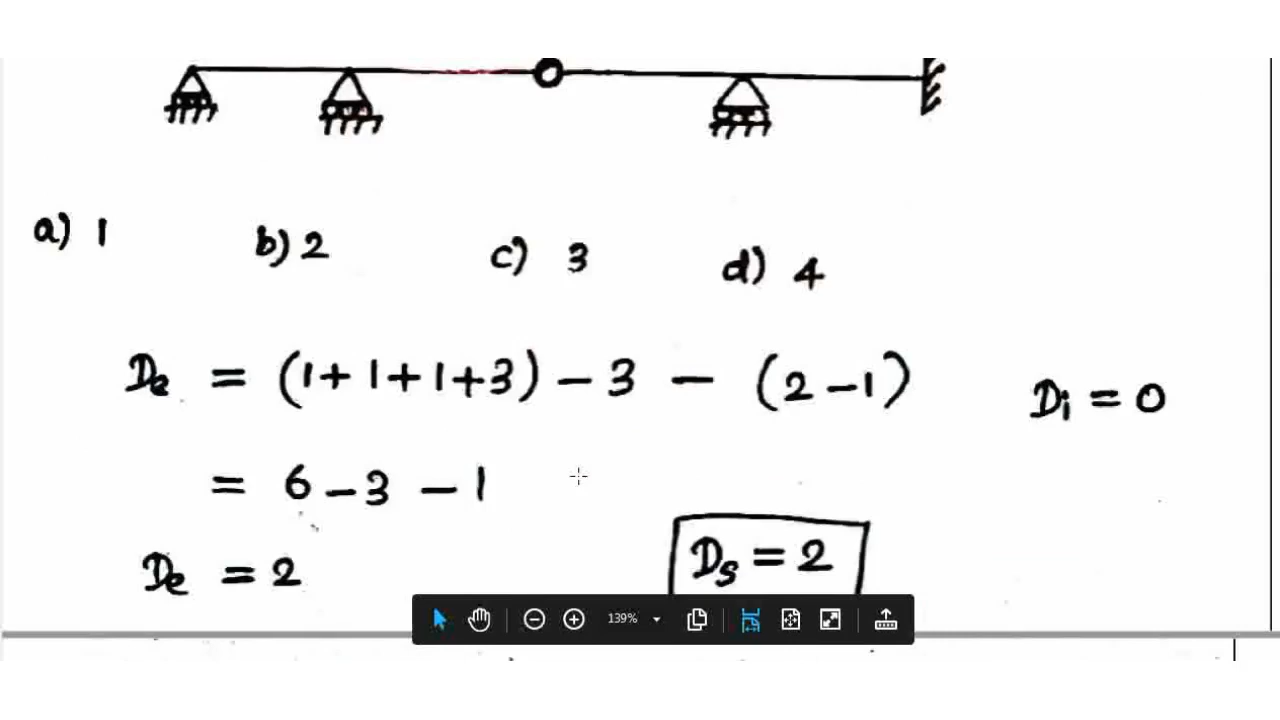 a) 1 b) 2 c) 3 d) 4
De = (1+1+1+3) - 3 - (2-1) Di = 0
= 6 - 3 - 1
De = 2 Ds = 2
139%